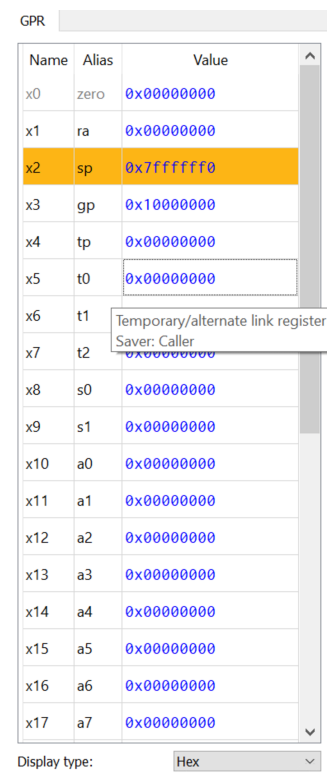 GPR
Name Alias Value
x0 zero 0x00000000
x1 ra 0x00000000
x2 sp 0x7ffffff0
x3 gp 0x10000000
x4 tp 0x00000000
x5 t0 0x00000000
x6 t1
Temporary/alternate link register
Saver: Caller
x7 t2 0x00000000
x8 s0 0x00000000
x9 s1 0x00000000
x10 a0 0x00000000
x11 a1 0x00000000
x12 a2 0x00000000
x13 a3 0x00000000
x14 a4 0x00000000
x15 a5 0x00000000
x16 a6 0x00000000
x17 a7 0x00000000
Display type: Hex